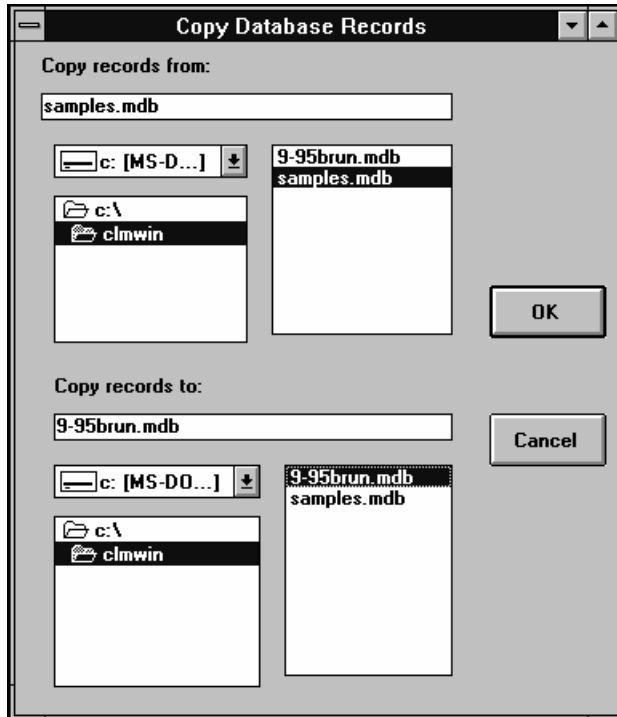 Copy Database Records
Copy records from:
samples.mdb
c: [MS-D...]
9-95brun.mdb
samples.mdb
c:\
clmwin
OK
Copy records to:
9-95brun.mdb
Cancel
c: [MS-DO...]
9-95brun.mdb
samples.mdb
c:\
clmwin